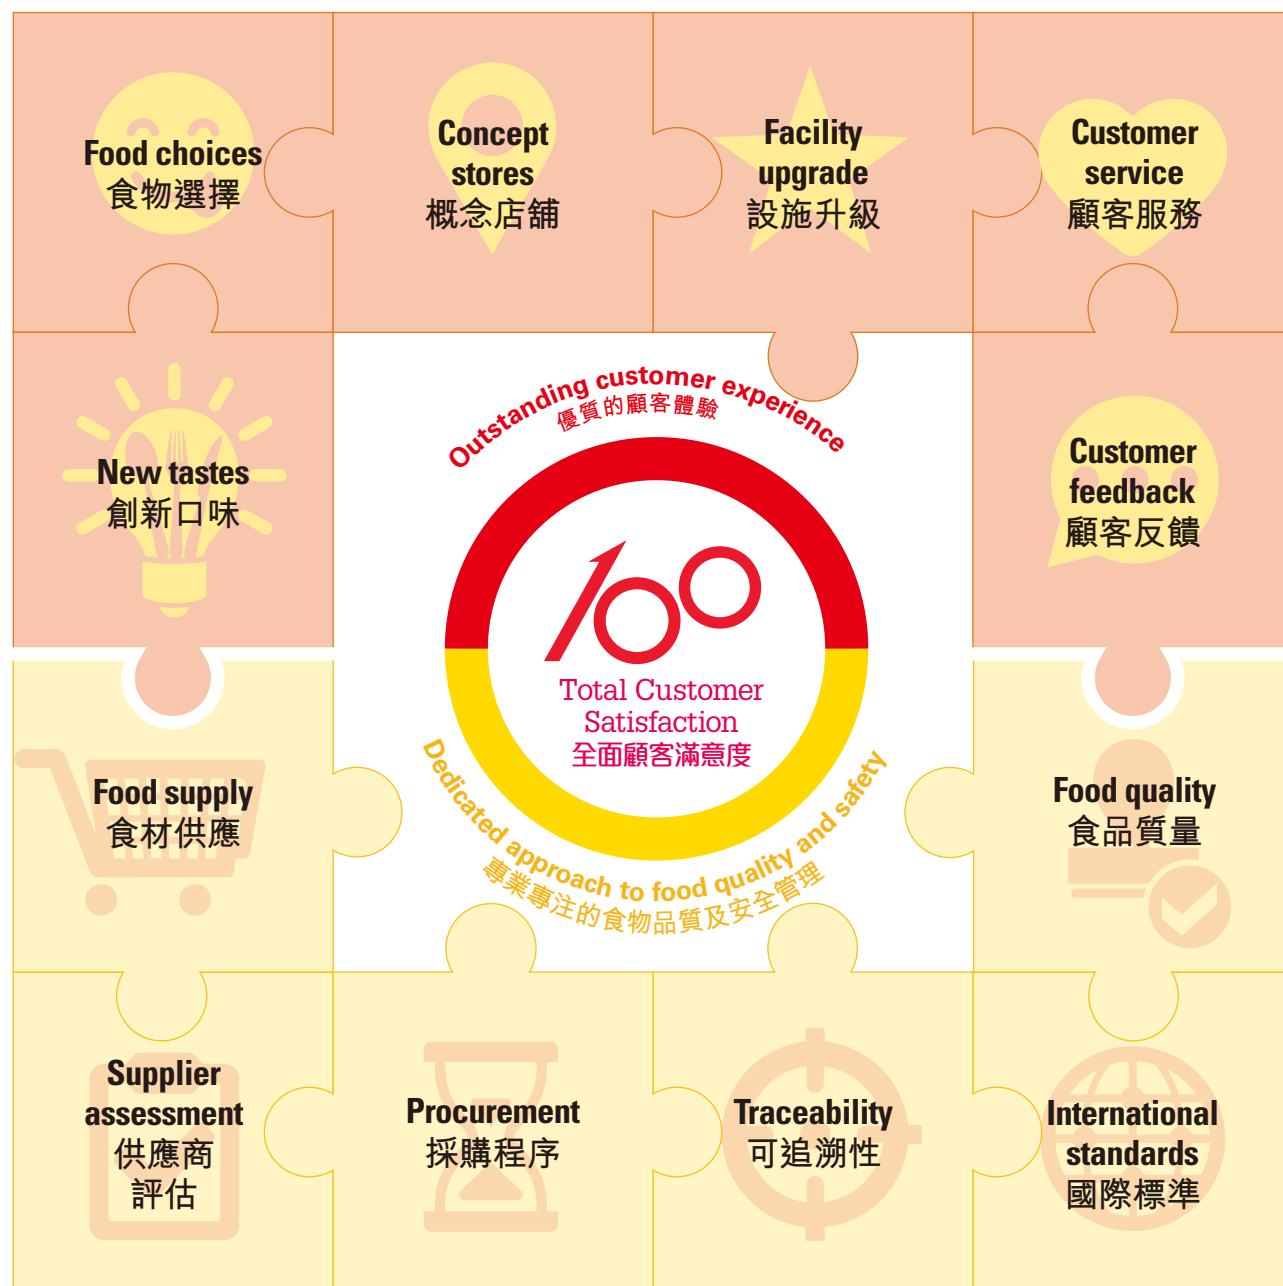 Food choices
食物選擇
Concept
stores
概念店舖
Facility
upgrade
設施升級
Customer
service
顧客服務
New tastes
創新口味
Outstanding customer experience
優質的顧客體驗
100
Total Customer
Satisfaction
全面顧客滿意度
Dedicated approach to food quality and safety
專業專注的食物品質及安全管理
Customer
feedback
顧客反饋
Food supply
食材供應
Food quality
食品質量
Supplier
assessment
供應商
評估
Procurement
採購程序
Traceability
可追溯性
International
standards
國際標準